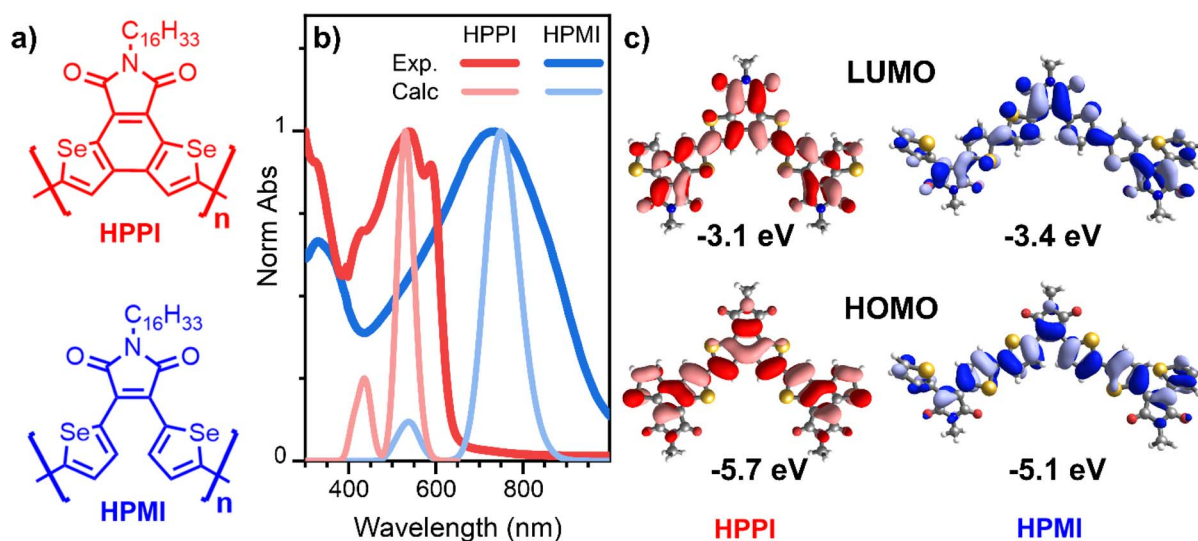 a)
C₁₆H₃₃
N
O O
Se Se
n
HPPI
C₁₆H₃₃
N
O O
Se Se
n
HPMI
b)
HPPI HPMI
Exp.
Calc
1
0
Norm Abs
400 600 800
Wavelength (nm)
c)
LUMO
-3.1 eV -3.4 eV
HOMO
-5.7 eV -5.1 eV
HPPI HPMI